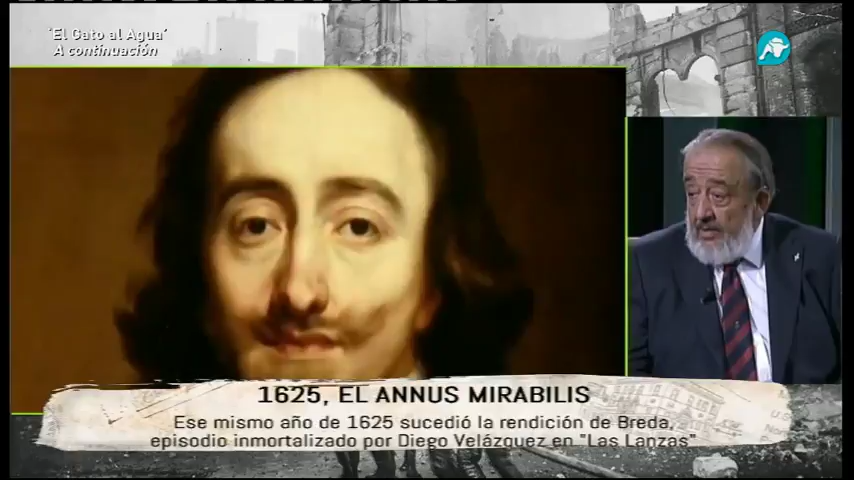 'El Gato al Agua'
A continuación
1625, EL ANNUS MIRABILIS
Ese mismo año de 1625 sucedió la rendición de Breda,
episodio inmortalizado por Diego Velázquez en "Las Lanzas"